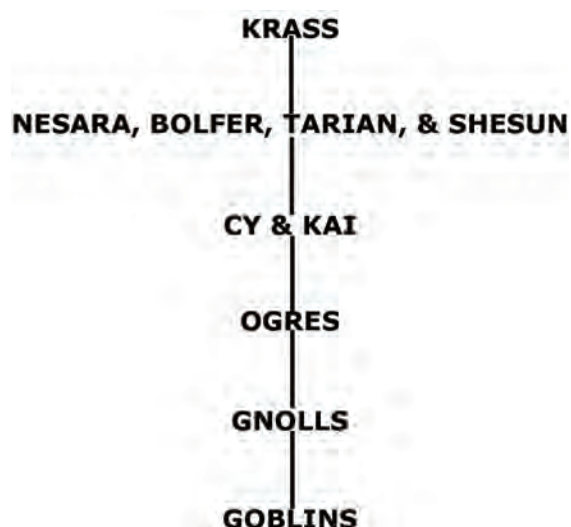 KRASS
NESARA, BOLFER, TARIAN, & SHESUN
CY & KAI
OGRES
GNOLLS
GOBLINS